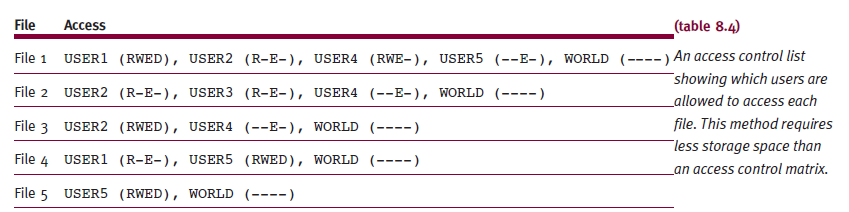 File Access
File 1 USER1 (RWED), USER2 (R-E-), USER4 (RWE-), USER5 (--E-), WORLD (----)
File 2 USER2 (R-E-), USER3 (R-E-), USER4 (--E-), WORLD (----)
File 3 USER2 (RWED), USER4 (--E-), WORLD (----)
File 4 USER1 (R-E-), USER5 (RWED), WORLD (----)
File 5 USER5 (RWED), WORLD (----)
(table 8.4)
An access control list
showing which users are
allowed to access each
file. This method requires
less storage space than
an access control matrix.